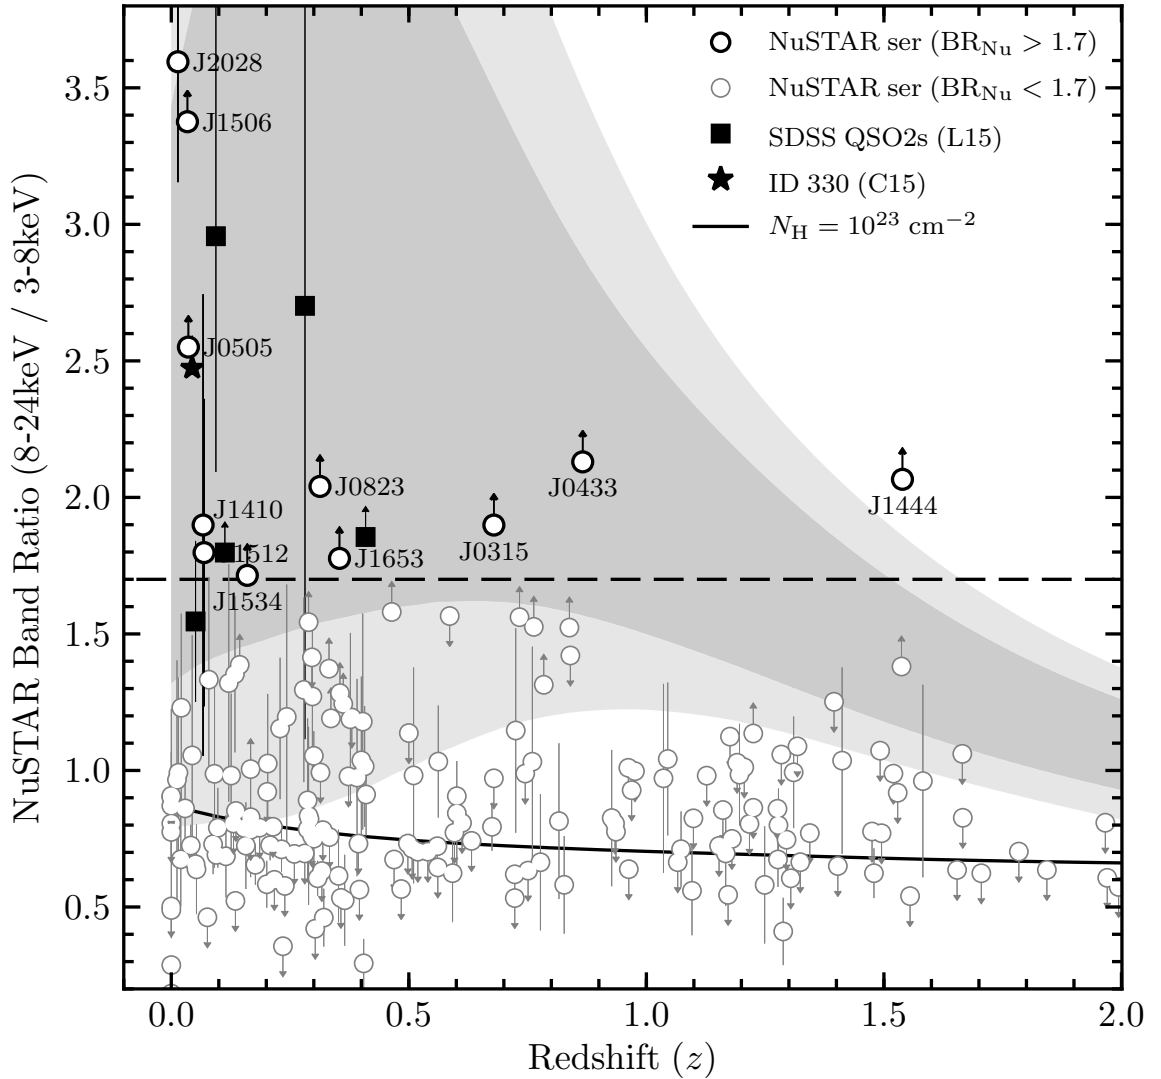 NuSTAR ser (BR_Nu > 1.7)
NuSTAR ser (BR_Nu < 1.7)
SDSS QSO2s (L15)
ID 330 (C15)
N_H = 10^23 cm^−2
J2028
J1506
J0505
J1410
1512
J1534
J0823
J1653
J0315
J0433
J1444
NuSTAR Band Ratio (8-24keV / 3-8keV)
3.5
3.0
2.5
2.0
1.5
1.0
0.5
0.0
0.5
1.0
1.5
2.0
Redshift (z)